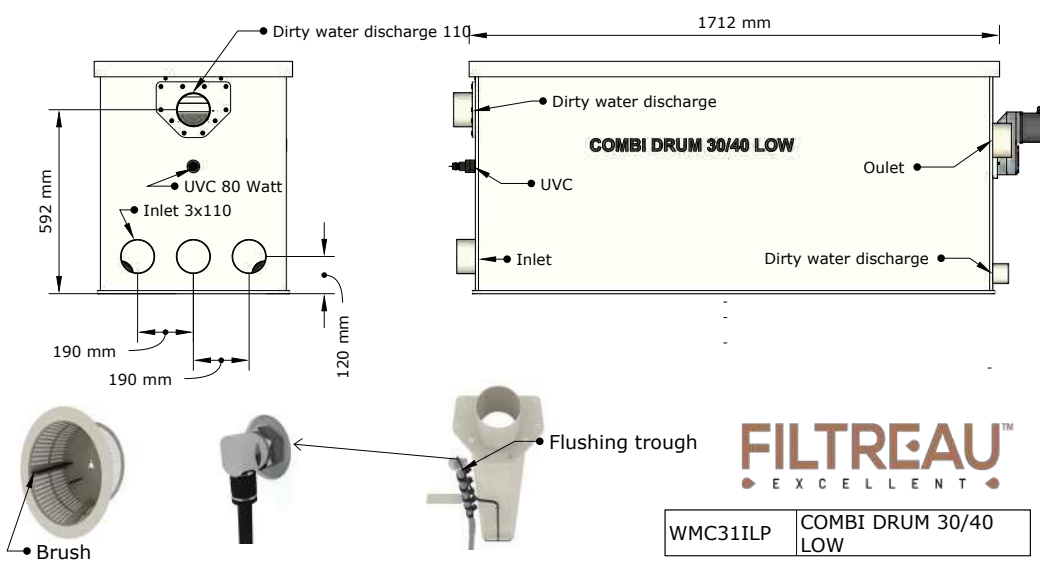 1712 mm
Dirty water discharge 110
Dirty water discharge
COMBI DRUM 30/40 LOW
UVC 80 Watt
UVC
Oulet
592 mm
Inlet 3x110
Inlet
Dirty water discharge
190 mm
190 mm
120 mm
Flushing trough
Brush
FILTREAU™
EXCELLENT
WMC31ILP
COMBI DRUM 30/40
LOW